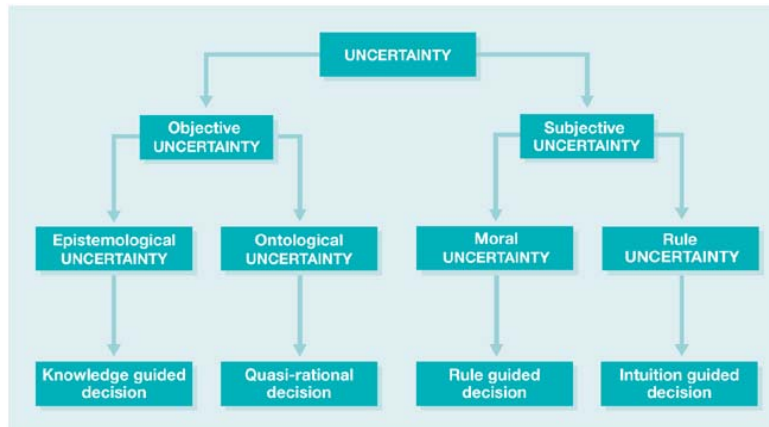 UNCERTAINTY
Objective
UNCERTAINTY
Subjective
UNCERTAINTY
Epistemological
UNCERTAINTY
Ontological
UNCERTAINTY
Moral
UNCERTAINTY
Rule
UNCERTAINTY
Knowledge guided
decision
Quasi-rational
decision
Rule guided
decision
Intuition guided
decision